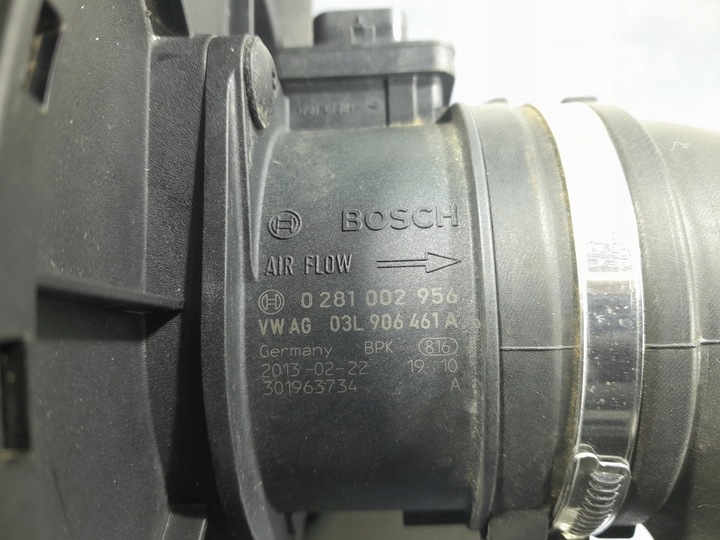 BOSCH
AIR FLOW
0 281 002 956
VW AG 03L 906 461 A
Germany BPK 816
2013-02-22 19 10
301963734 A